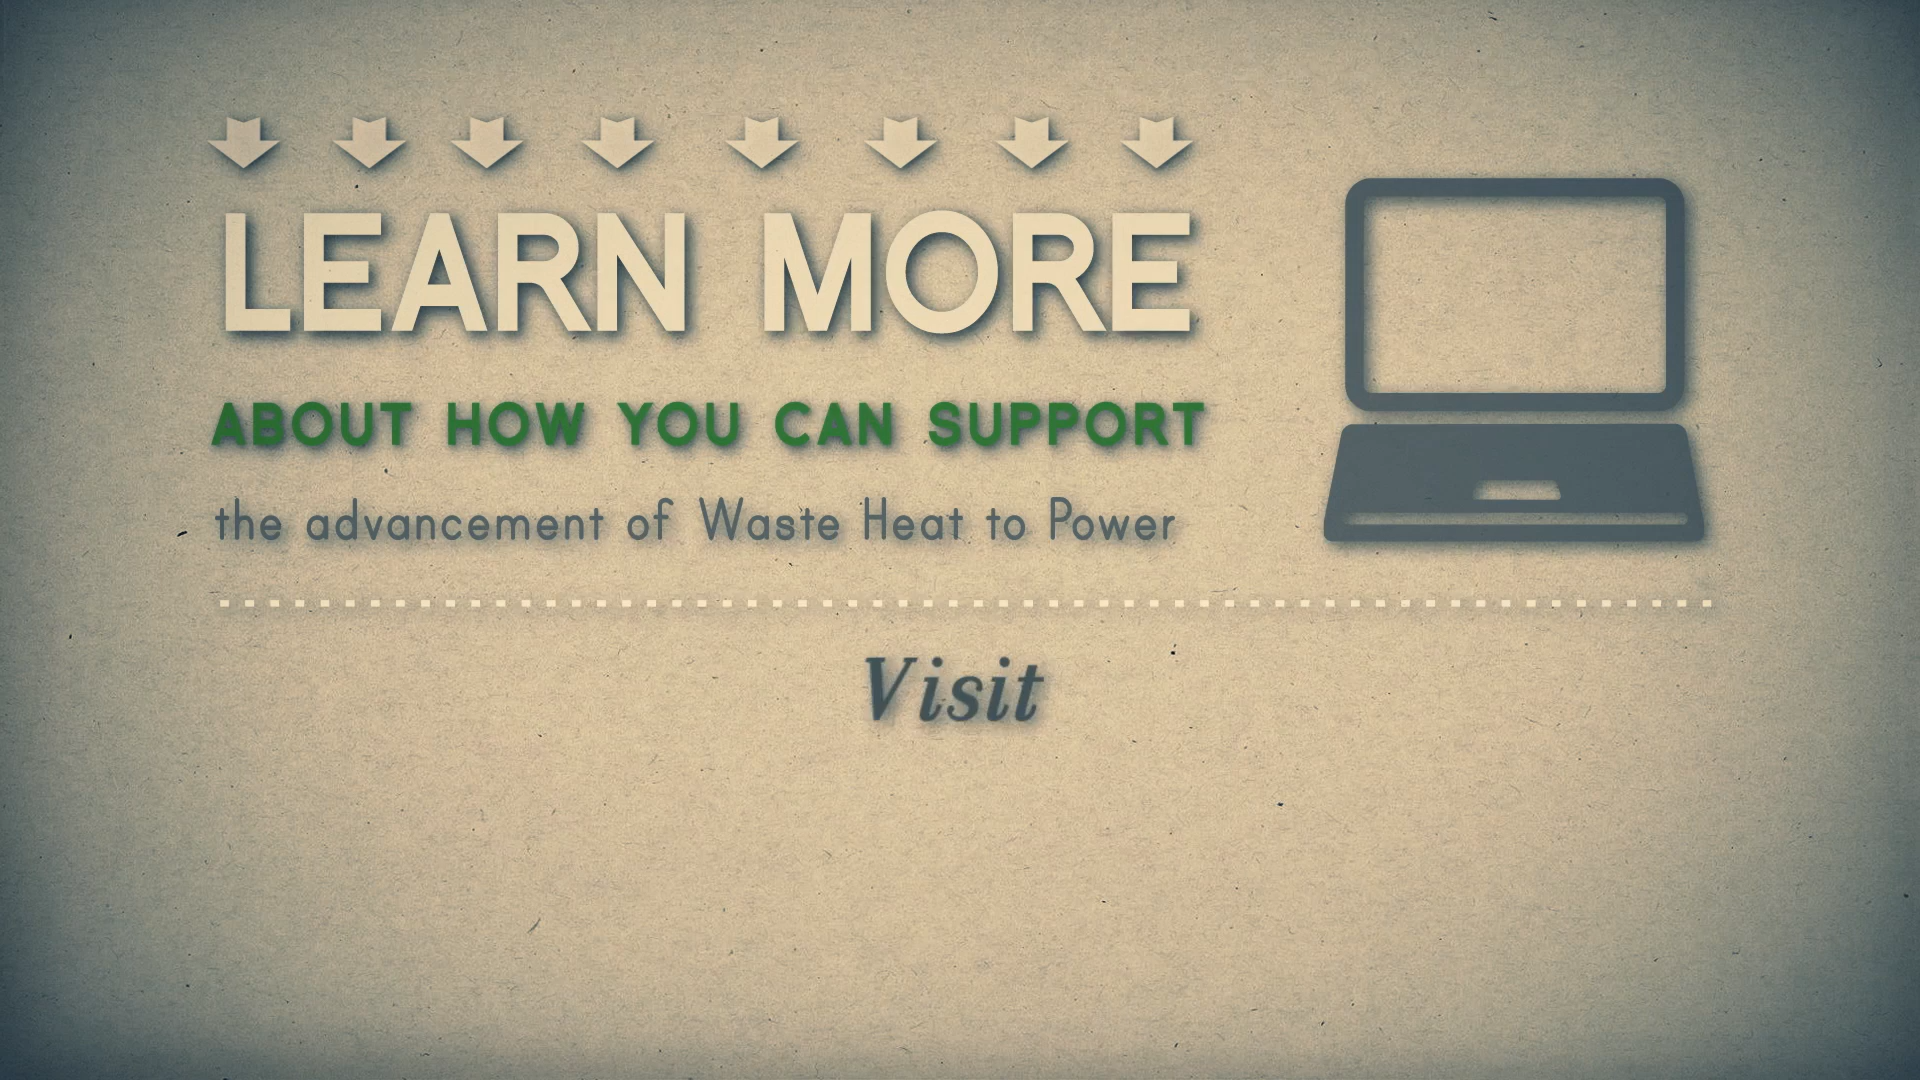 LEARN MORE
ABOUT HOW YOU CAN SUPPORT
the advancement of Waste Heat to Power
Visit